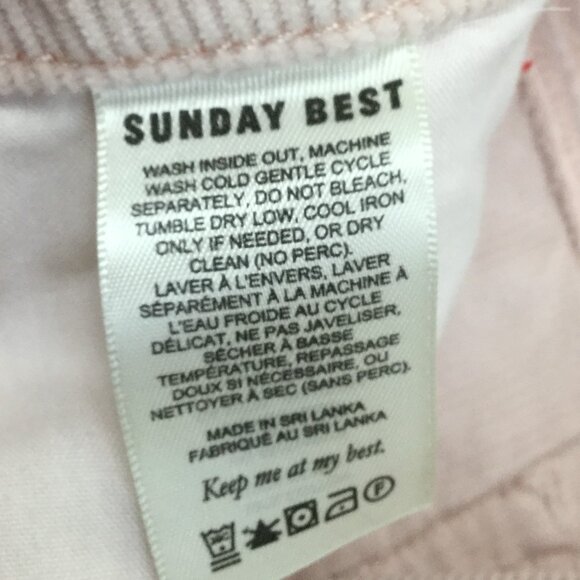 SUNDAY BEST
WASH INSIDE OUT, MACHINE
WASH COLD GENTLE CYCLE
SEPARATELY, DO NOT BLEACH,
TUMBLE DRY LOW, COOL IRON
ONLY IF NEEDED, OR DRY
CLEAN (NO PERC).
LAVER À L'ENVERS, LAVER
SÉPARÉMENT À LA MACHINE À
L'EAU FROIDE AU CYCLE
DÉLICAT, NE PAS JAVELISER,
SÉCHER À BASSE
TEMPÉRATURE, REPASSAGE
DOUX SI NÉCESSAIRE, OU
NETTOYER À SEC (SANS PERC).
MADE IN SRI LANKA
FABRIQUÉ AU SRI LANKA
Keep me at my best.
F